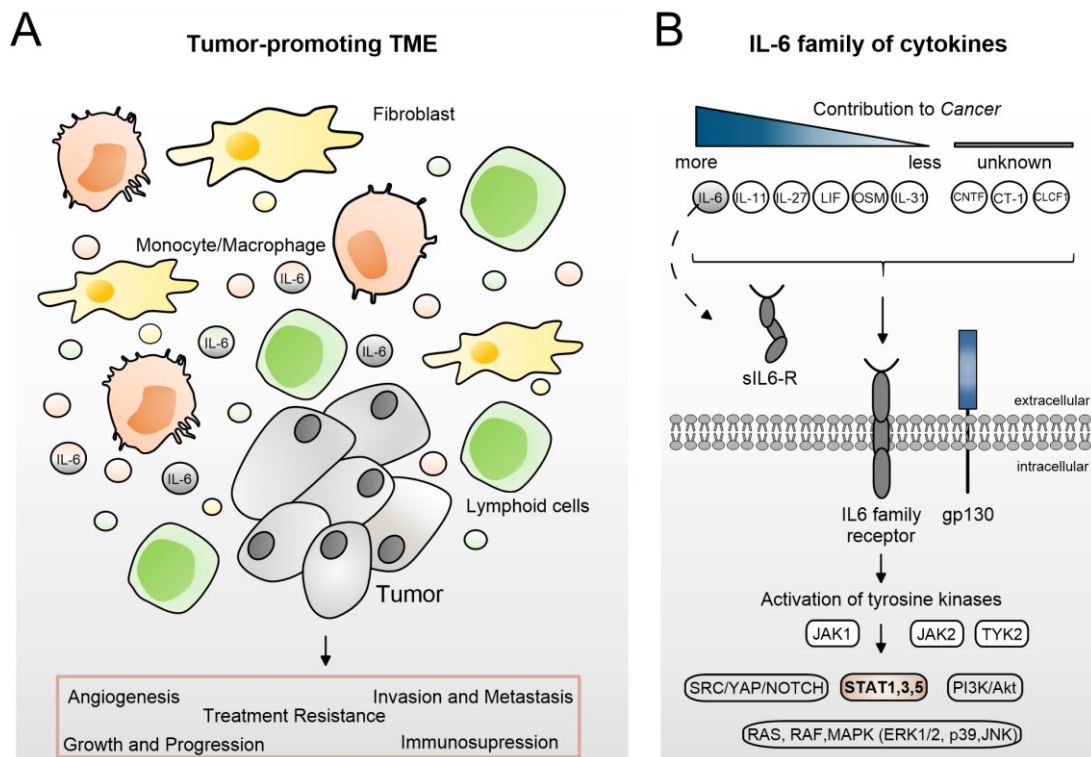 A
Tumor-promoting TME
Fibroblast
Monocyte/Macrophage
IL-6
IL-6
IL-6
IL-6
IL-6
Lymphoid cells
Tumor
Angiogenesis
Invasion and Metastasis
Treatment Resistance
Growth and Progression
Immunosupression
B
IL-6 family of cytokines
Contribution to Cancer
more
less
unknown
IL-6
IL-11
IL-27
LIF
OSM
IL-31
CNTF
CT-1
CLCF1
sIL6-R
extracellular
intracellular
IL6 family
receptor
gp130
Activation of tyrosine kinases
JAK1
JAK2
TYK2
SRC/YAP/NOTCH
STAT1,3,5
PI3K/Akt
RAS, RAF,MAPK (ERK1/2, p39,JNK)